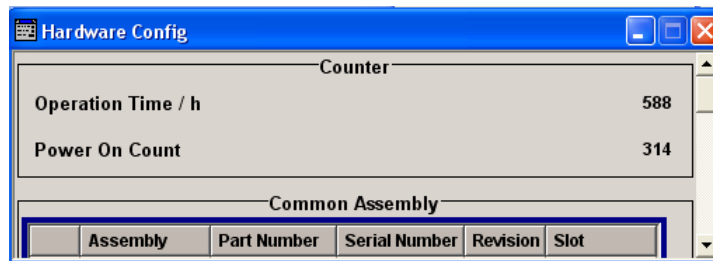 Hardware Config
Counter
Operation Time / h 588
Power On Count 314
Common Assembly
Assembly Part Number Serial Number Revision Slot